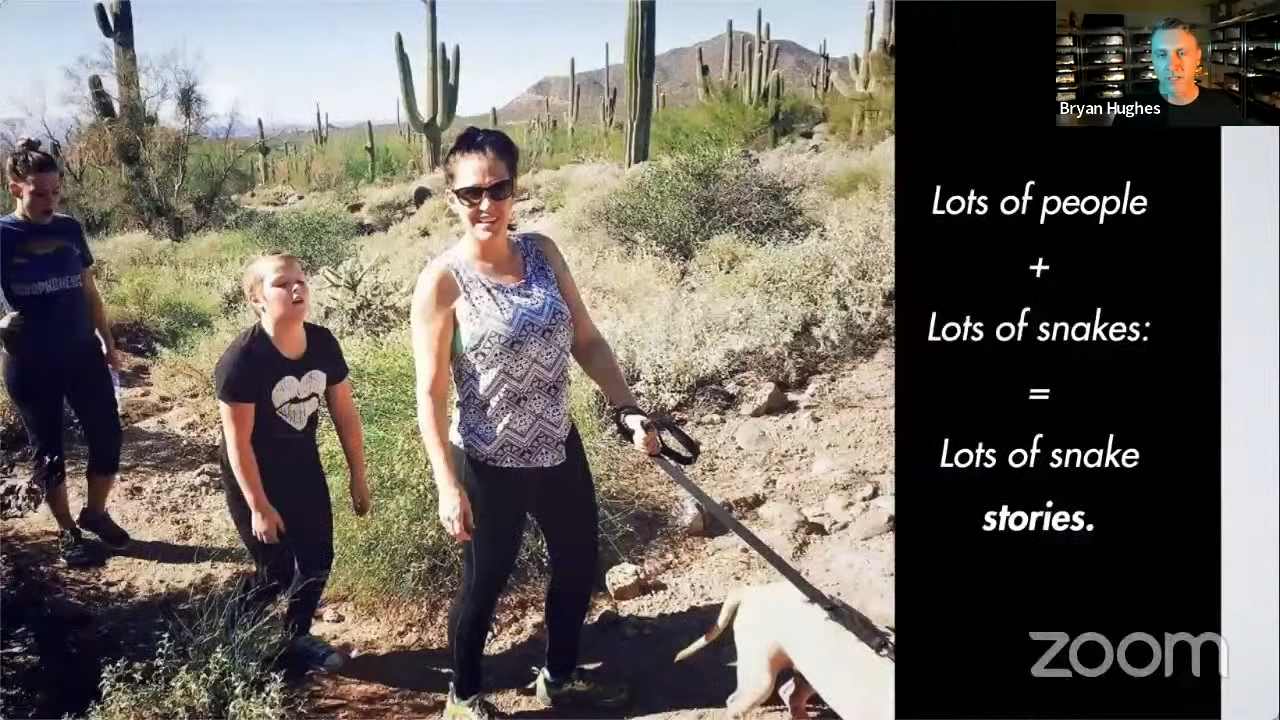 Bryan Hughes
Lots of people
+
Lots of snakes:
=
Lots of snake
stories.
zoom